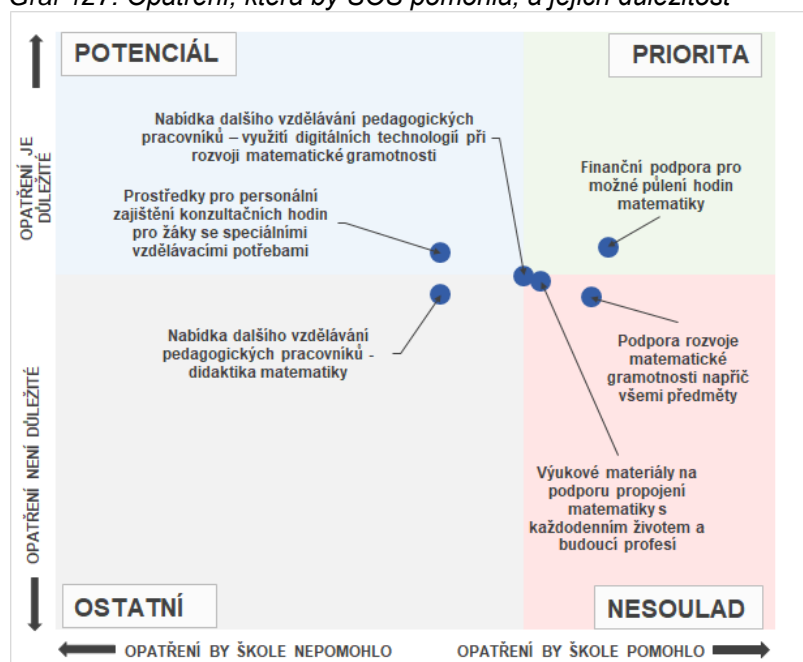 Graf 127: Opatření, která by SOŠ pomohla, a jejich důležitost
POTENCIÁL
PRIORITA
Nabídka dalšího vzdělávání pedagogických
pracovníků – využití digitálních technologií při
rozvoji matematické gramotnosti
Finanční podpora pro
možné půlení hodin
matematiky
Prostředky pro personální
zajištění konzultačních hodin
pro žáky se speciálními
vzdělávacími potřebami
OPATŘENÍ JE
DŮLEŽITÉ
Nabídka dalšího vzdělávání
pedagogických pracovníků -
didaktika matematiky
Podpora rozvoje
matematické
gramotnosti napříč
všemi předměty
OPATŘENÍ NENÍ DŮLEŽITÉ
Výukové materiály na
podporu propojení
matematiky s
každodenním životem a
budoucí profesí
OSTATNÍ
NESOULAD
OPATŘENÍ BY ŠKOLE NEPOMOHLO
OPATŘENÍ BY ŠKOLE POMOHLO